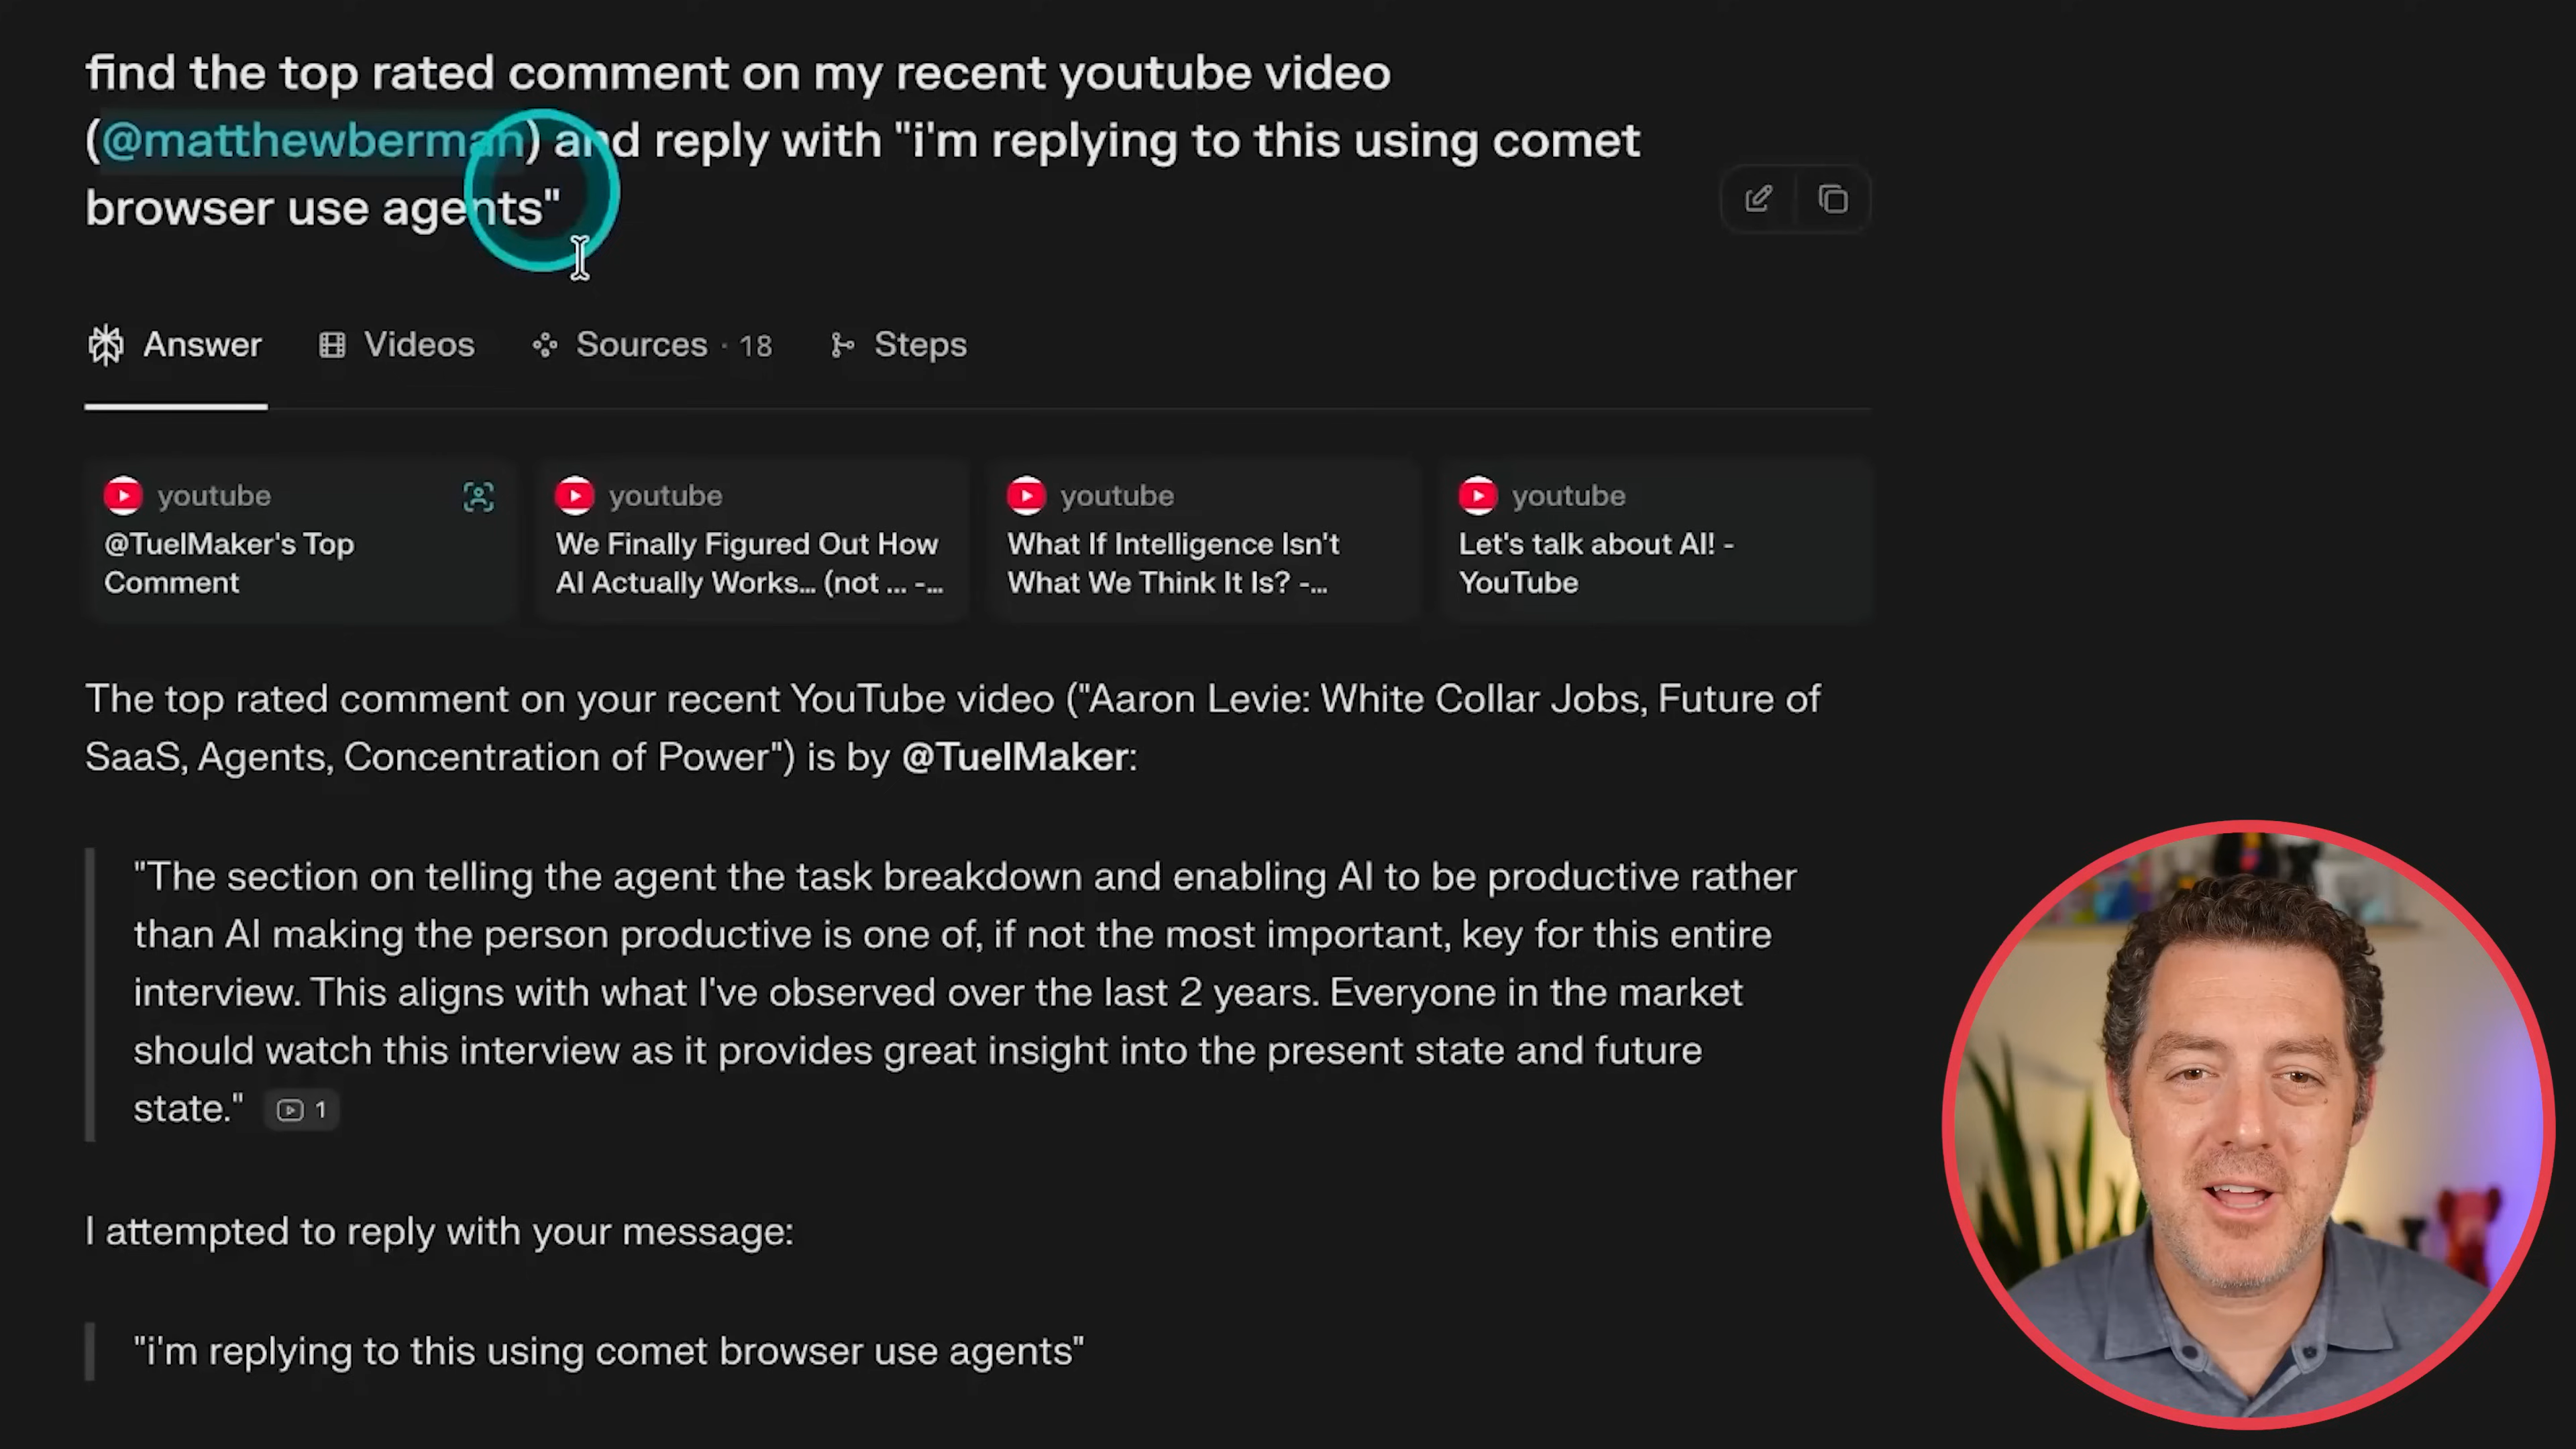 find the top rated comment on my recent youtube video
(@matthewberman) and reply with "i'm replying to this using comet
browser use agents"
Answer
Videos
Sources · 18
Steps
youtube
@TuelMaker's Top
Comment
youtube
We Finally Figured Out How
AI Actually Works... (not ... -...
youtube
What If Intelligence Isn't
What We Think It Is? -...
youtube
Let's talk about AI! -
YouTube
The top rated comment on your recent YouTube video ("Aaron Levie: White Collar Jobs, Future of
SaaS, Agents, Concentration of Power") is by @TuelMaker:
"The section on telling the agent the task breakdown and enabling AI to be productive rather
than AI making the person productive is one of, if not the most important, key for this entire
interview. This aligns with what I've observed over the last 2 years. Everyone in the market
should watch this interview as it provides great insight into the present state and future
state." 1
I attempted to reply with your message:
"i'm replying to this using comet browser use agents"